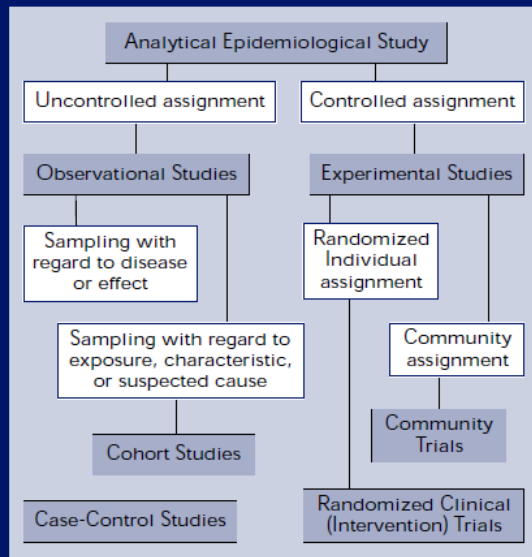 Analytical Epidemiological Study
Uncontrolled assignment
Controlled assignment
Observational Studies
Experimental Studies
Sampling with
regard to disease
or effect
Randomized
Individual
assignment
Sampling with regard to
exposure, characteristic,
or suspected cause
Community
assignment
Cohort Studies
Community
Trials
Case-Control Studies
Randomized Clinical
(Intervention) Trials